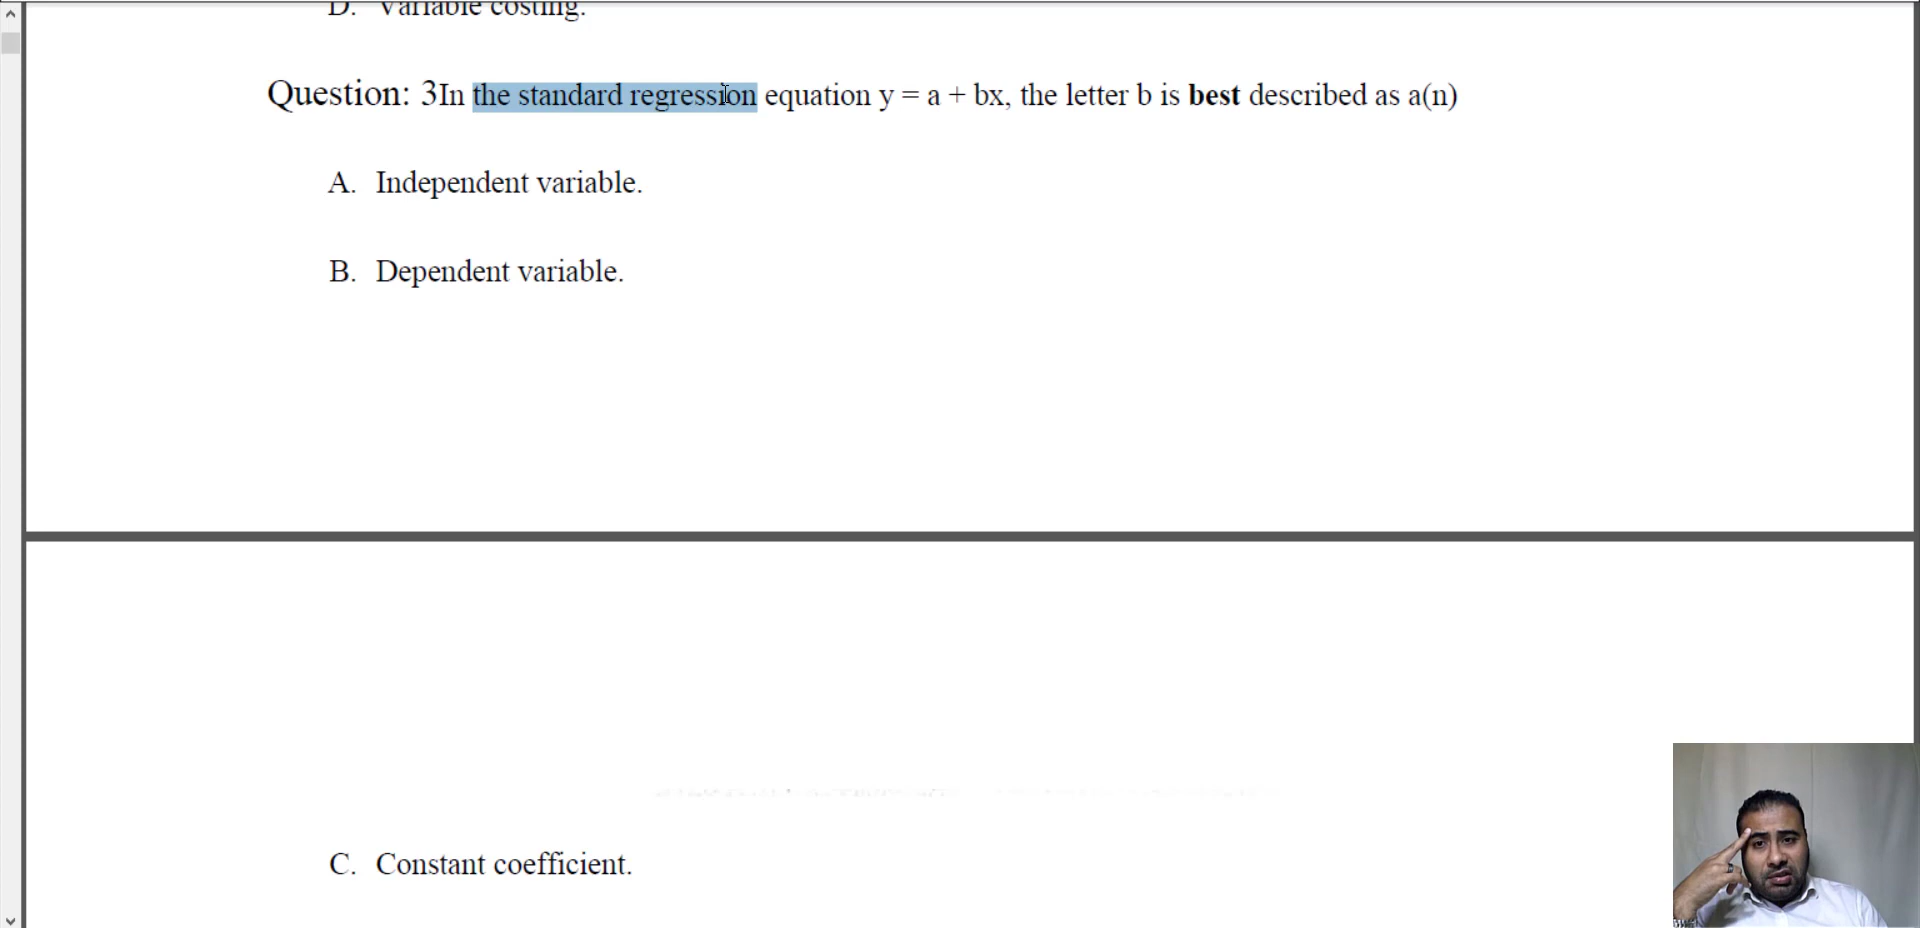 D. Variable costing.
Question: 3In the standard regression equation y = a + bx, the letter b is best described as a(n)
A. Independent variable.
B. Dependent variable.
C. Constant coefficient.